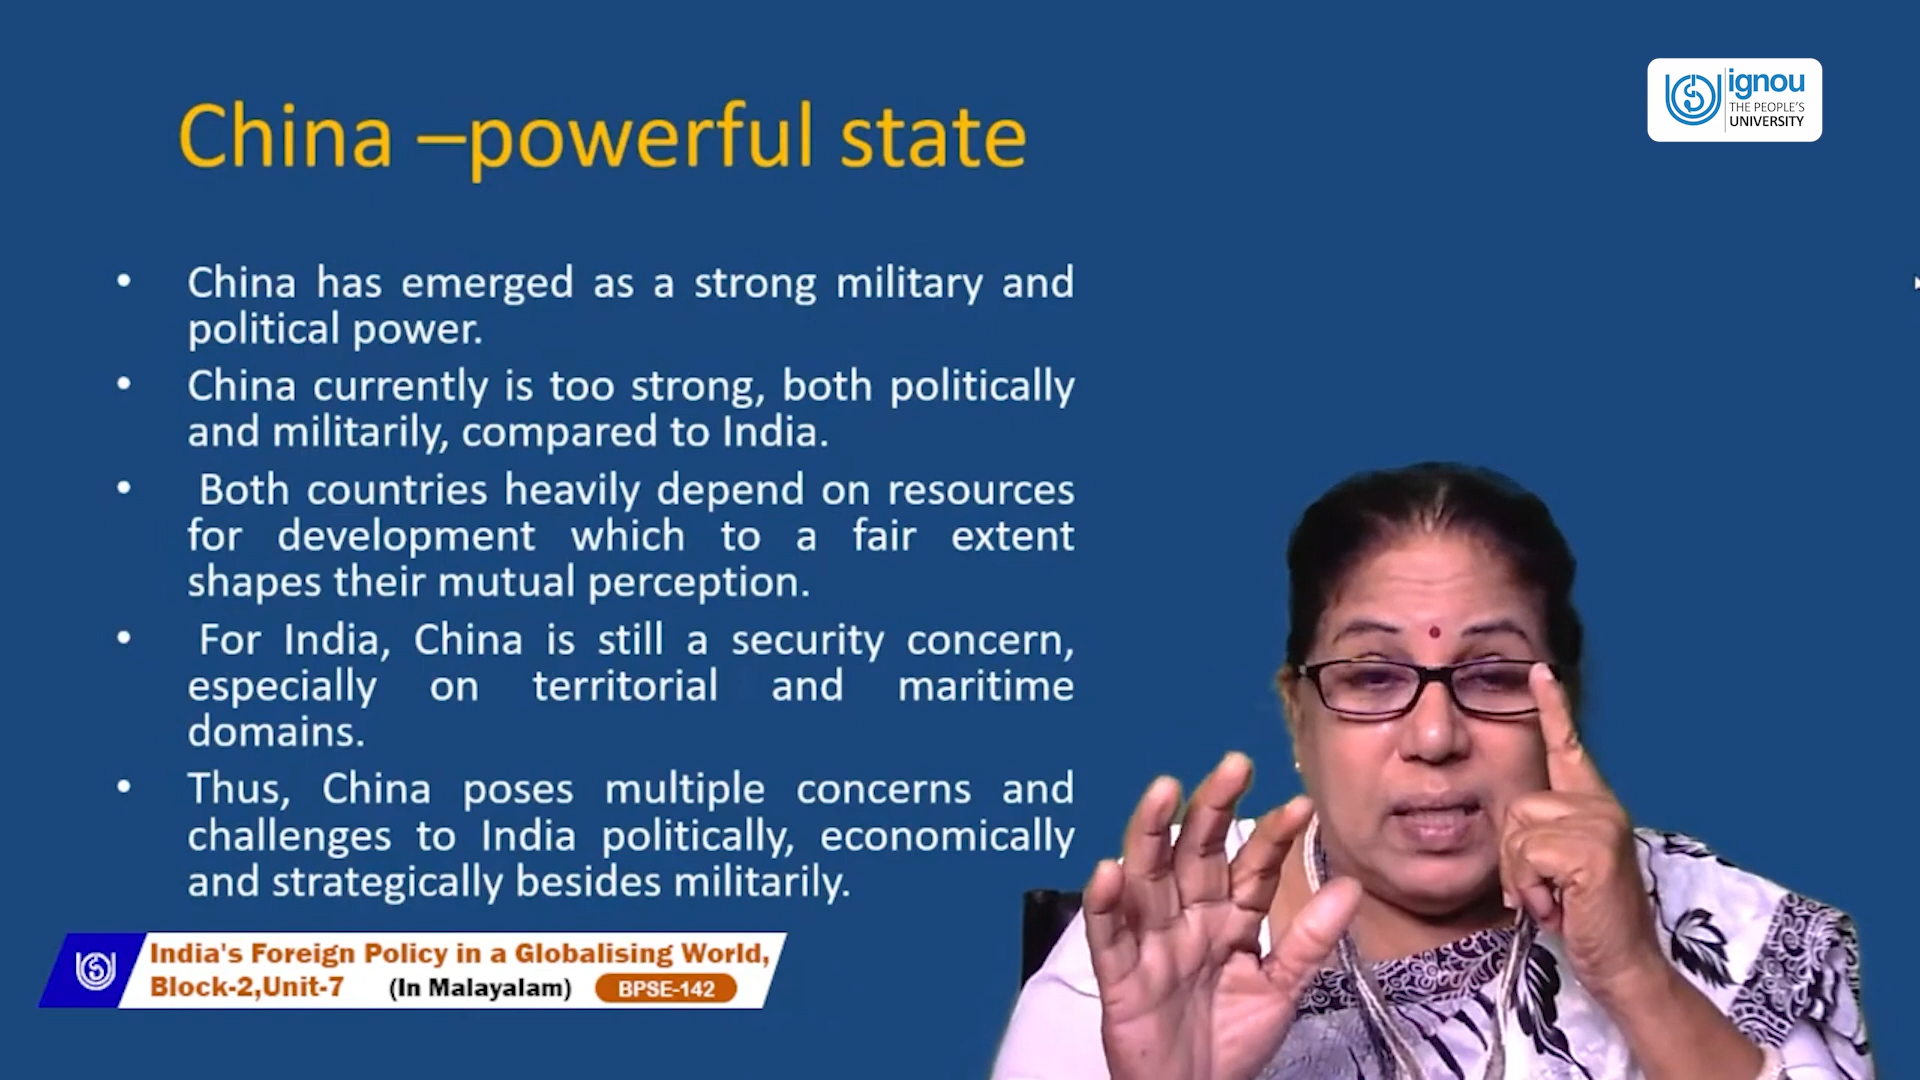 China –powerful state
ignou
THE PEOPLE'S
UNIVERSITY
• China has emerged as a strong military and
political power.
• China currently is too strong, both politically
and militarily, compared to India.
• Both countries heavily depend on resources
for development which to a fair extent
shapes their mutual perception.
• For India, China is still a security concern,
especially on territorial and maritime
domains.
• Thus, China poses multiple concerns and
challenges to India politically, economically
and strategically besides militarily.
India's Foreign Policy in a Globalising World,
Block-2,Unit-7 (In Malayalam) BPSE-142